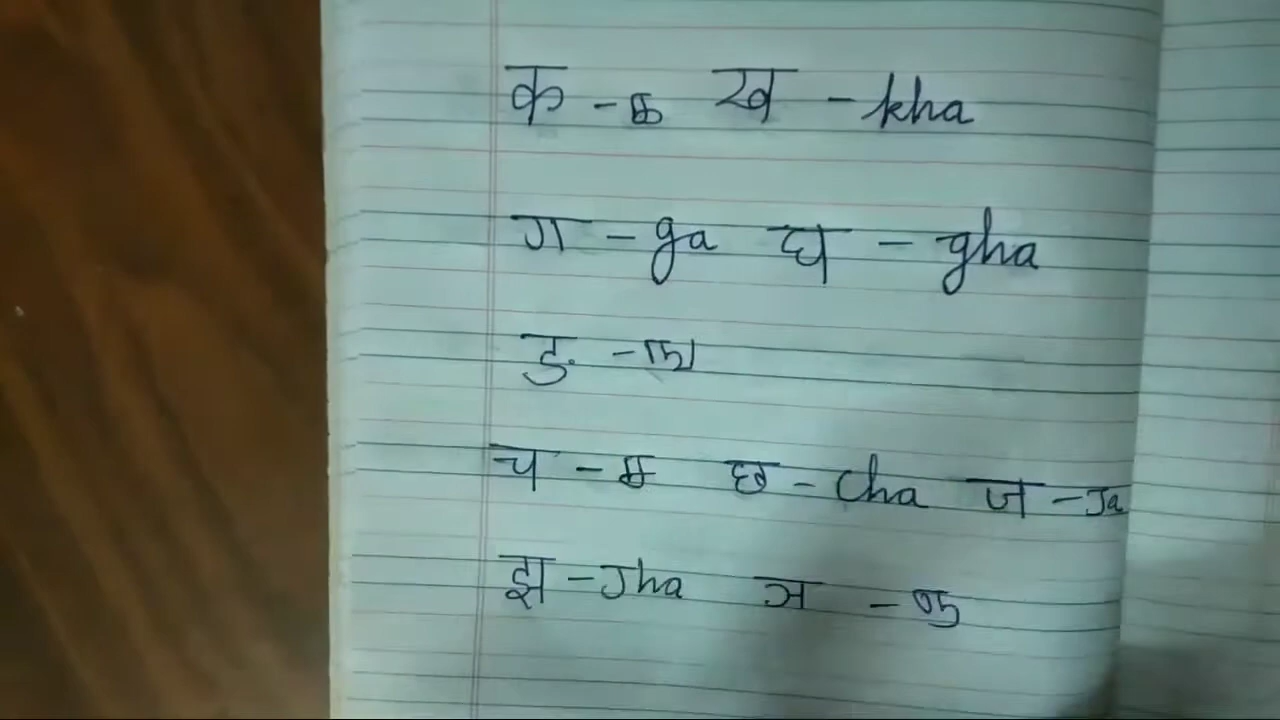 क - க ख - kha
ग - ga घ - gha
ङ - ங
च - ச छ - cha ज - Ja
झ - Jha ञ - ஞ